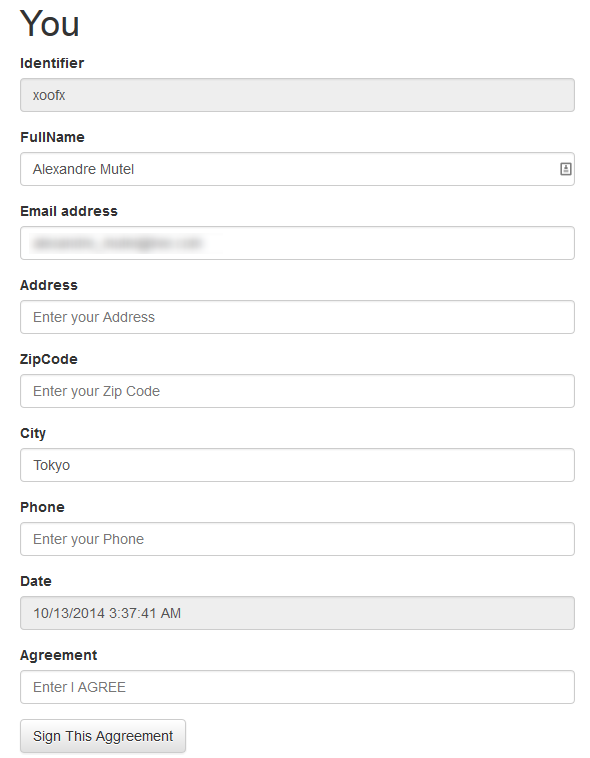 You
Identifier
xoofx
FullName
Alexandre Mutel
Email address
Address
Enter your Address
ZipCode
Enter your Zip Code
City
Tokyo
Phone
Enter your Phone
Date
10/13/2014 3:37:41 AM
Agreement
Enter I AGREE
Sign This Aggreement